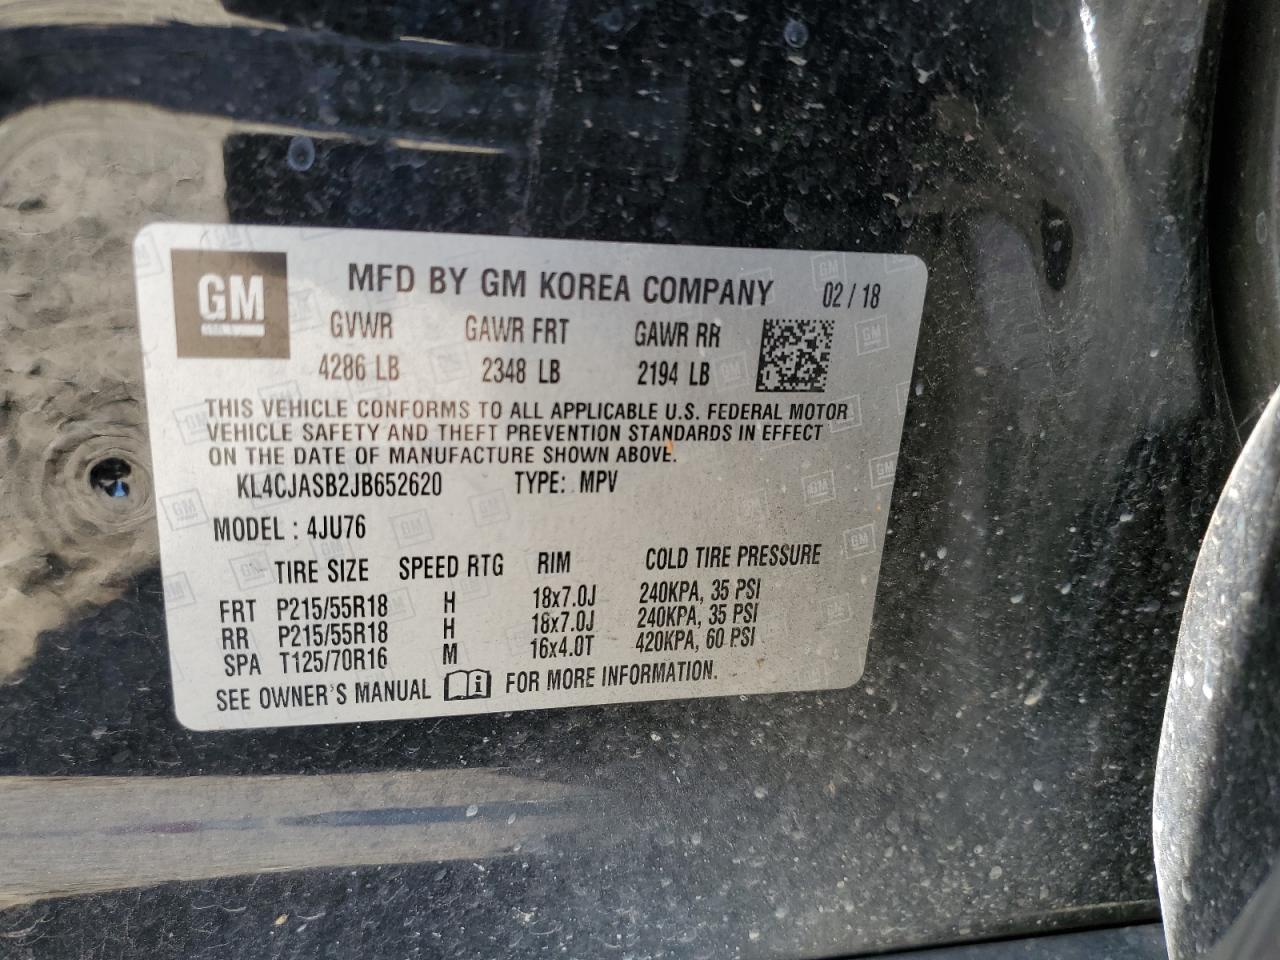 GM
MFD BY GM KOREA COMPANY 02 / 18
GVWR GAWR FRT GAWR RR
4286 LB 2348 LB 2194 LB
THIS VEHICLE CONFORMS TO ALL APPLICABLE U.S. FEDERAL MOTOR
VEHICLE SAFETY AND THEFT PREVENTION STANDARDS IN EFFECT
ON THE DATE OF MANUFACTURE SHOWN ABOVE.
KL4CJASB2JB652620 TYPE: MPV
MODEL : 4JU76
TIRE SIZE SPEED RTG RIM COLD TIRE PRESSURE
FRT P215/55R18 H 18x7.0J 240KPA, 35 PSI
RR P215/55R18 H 18x7.0J 240KPA, 35 PSI
SPA T125/70R16 M 16x4.0T 420KPA, 60 PSI
SEE OWNER'S MANUAL i FOR MORE INFORMATION.